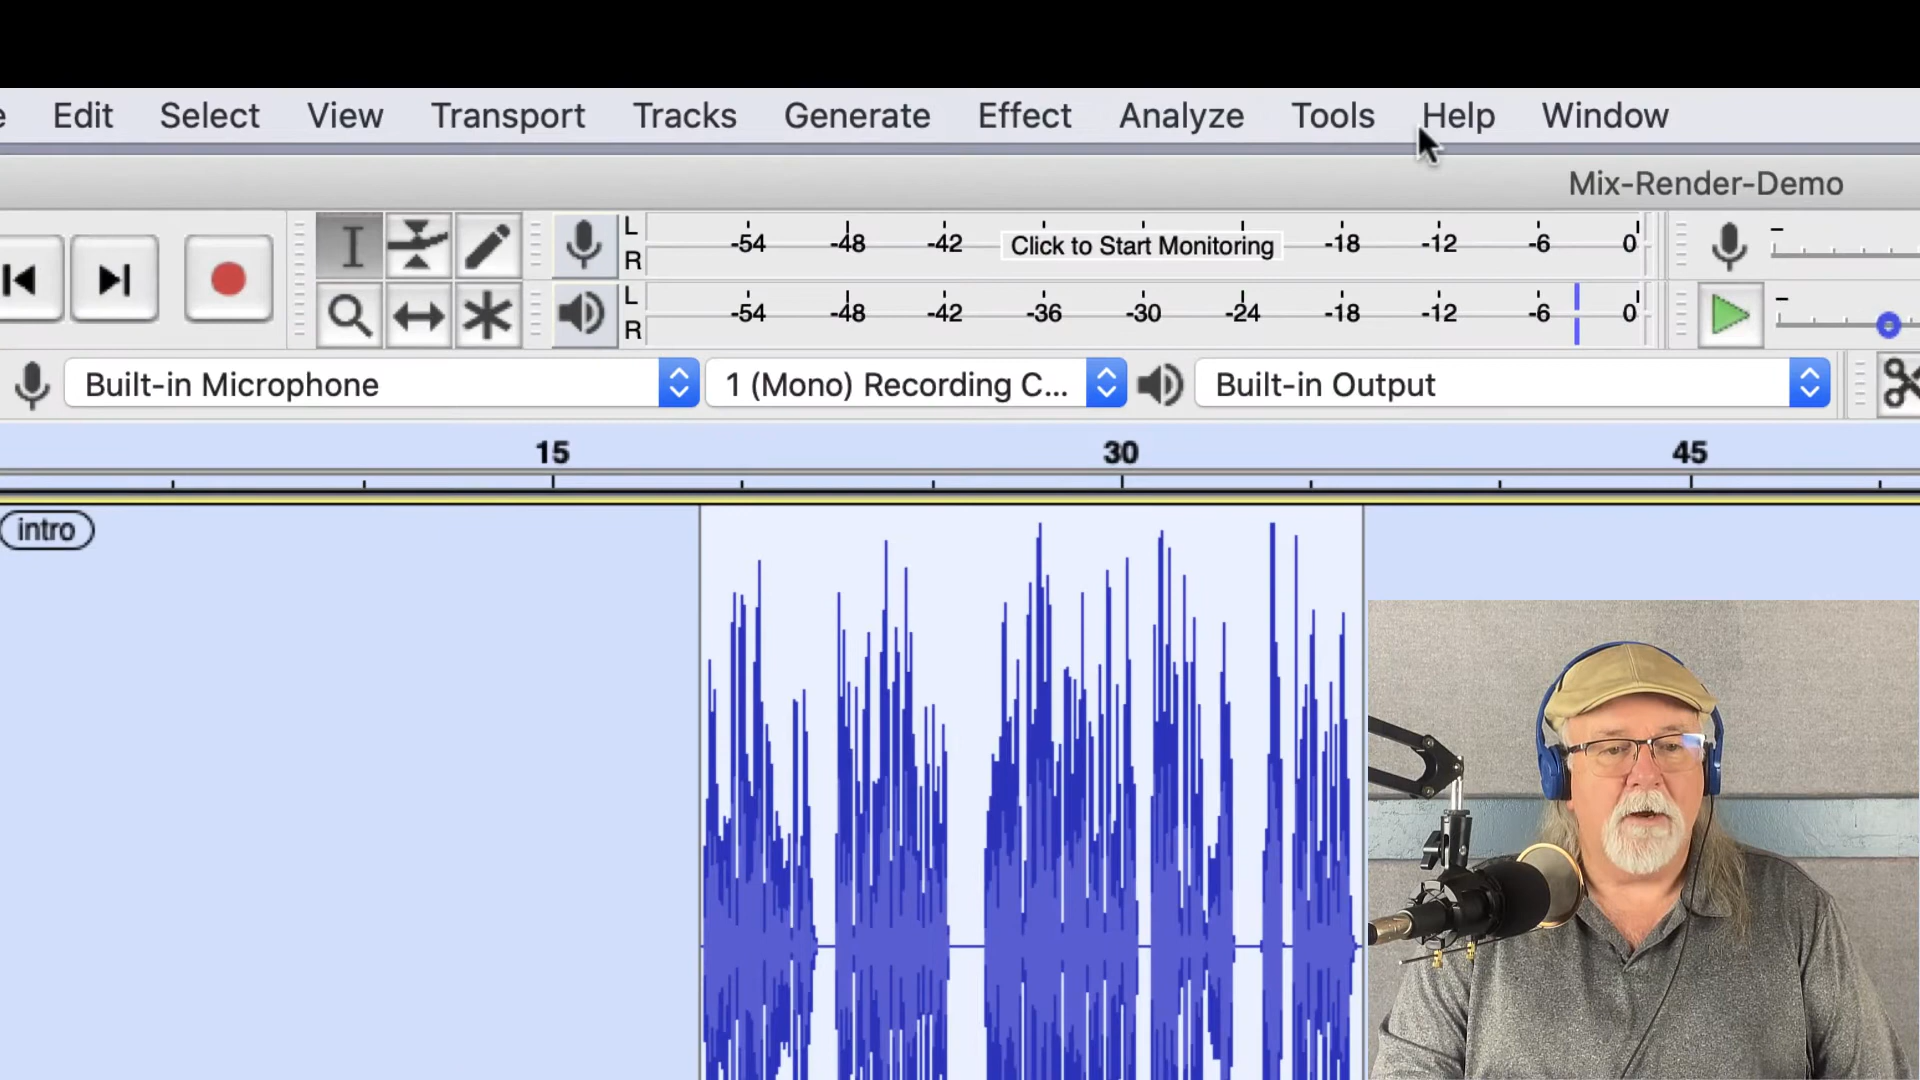 e Edit Select View Transport Tracks Generate Effect Analyze Tools Help Window
Mix-Render-Demo
L
R
-54 -48 -42 Click to Start Monitoring -18 -12 -6 0
L
R
-54 -48 -42 -36 -30 -24 -18 -12 -6 0
Built-in Microphone
1 (Mono) Recording C...
Built-in Output
15 30 45
intro